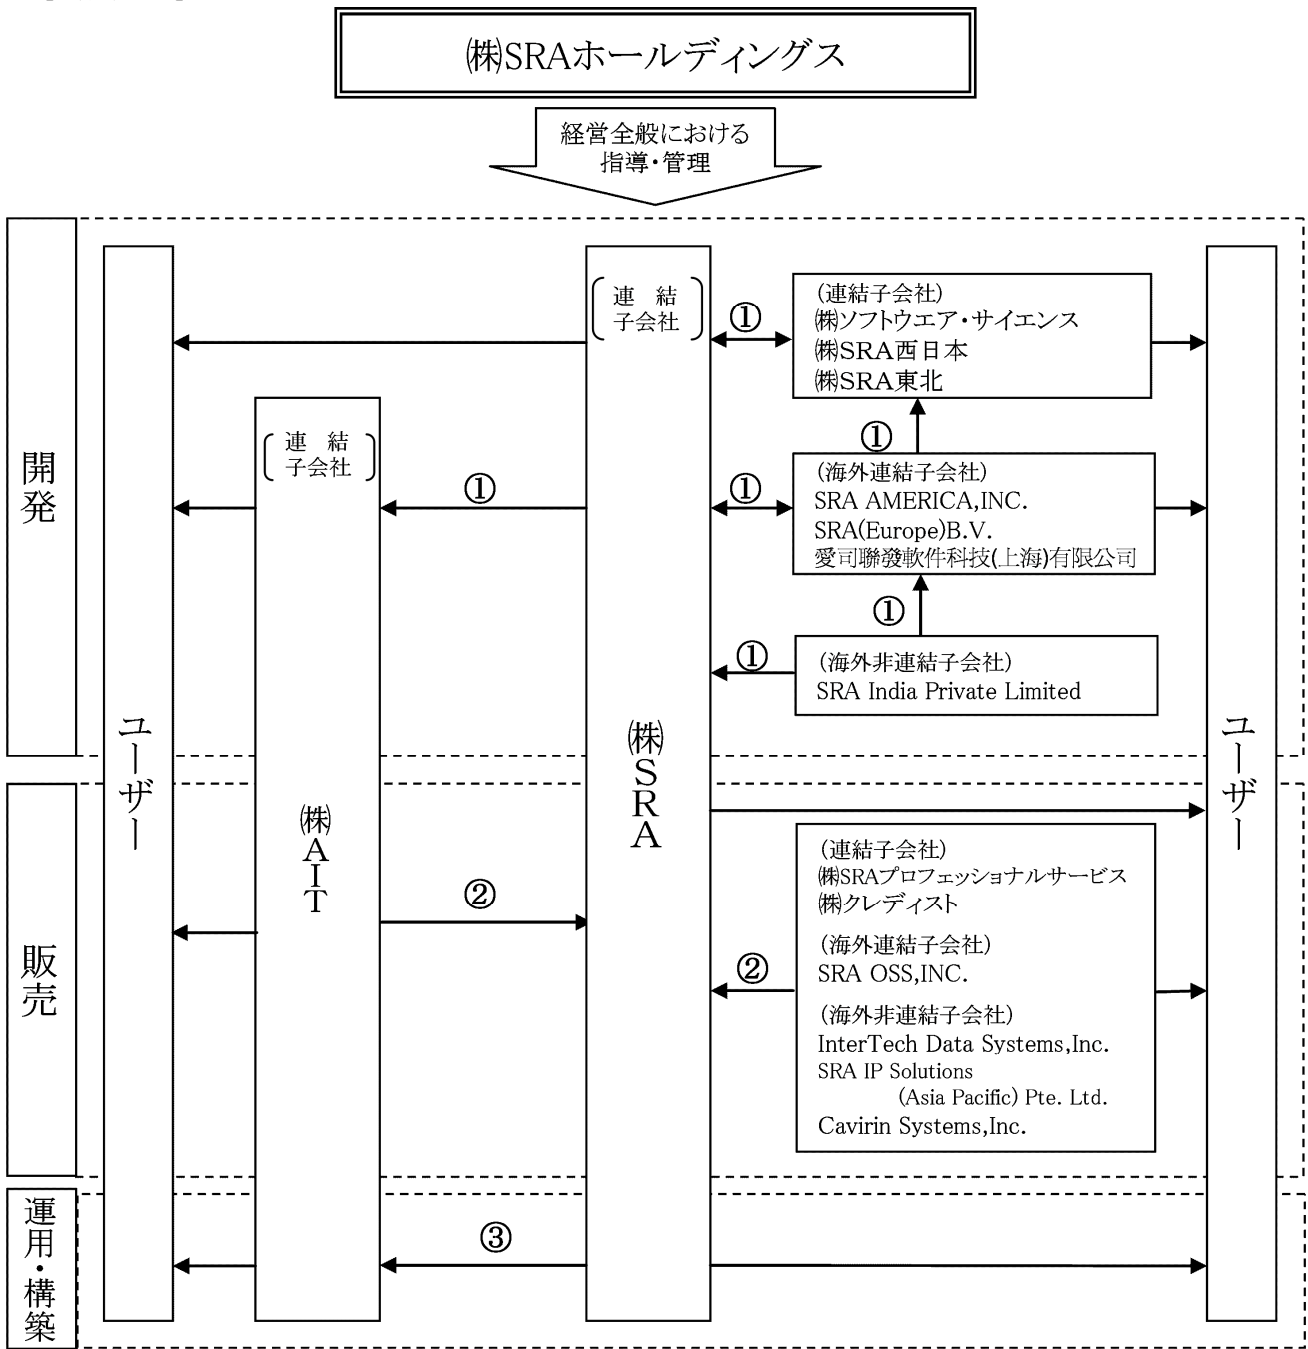 ㈱SRAホールディングス
経営全般における
指導・管理
開発
ユーザー
連　結
子会社
㈱AIT
①
連　結
子会社
㈱SRA
①
(連結子会社)
㈱ソフトウエア・サイエンス
㈱SRA西日本
㈱SRA東北
①
①
(海外連結子会社)
SRA AMERICA,INC.
SRA(Europe)B.V.
愛司聯發軟件科技(上海)有限公司
①
①
(海外非連結子会社)
SRA India Private Limited
ユーザー
販売
②
②
(連結子会社)
㈱SRAプロフェッショナルサービス
㈱クレディスト
(海外連結子会社)
SRA OSS,INC.
(海外非連結子会社)
InterTech Data Systems,Inc.
SRA IP Solutions
(Asia Pacific) Pte. Ltd.
Cavirin Systems,Inc.
運用・構築
③